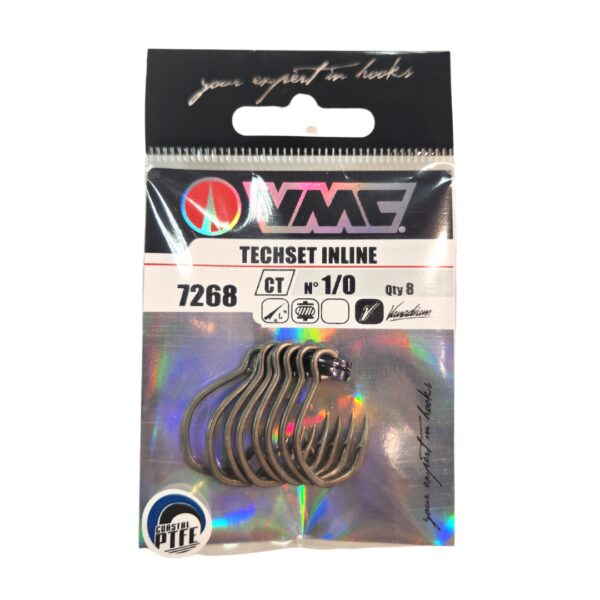 your expert in hooks
VMC®
TECHSET INLINE
7268 CT N° 1/0 Qty 8
Vanadium
your expert in hooks
COASTAL
PTFE